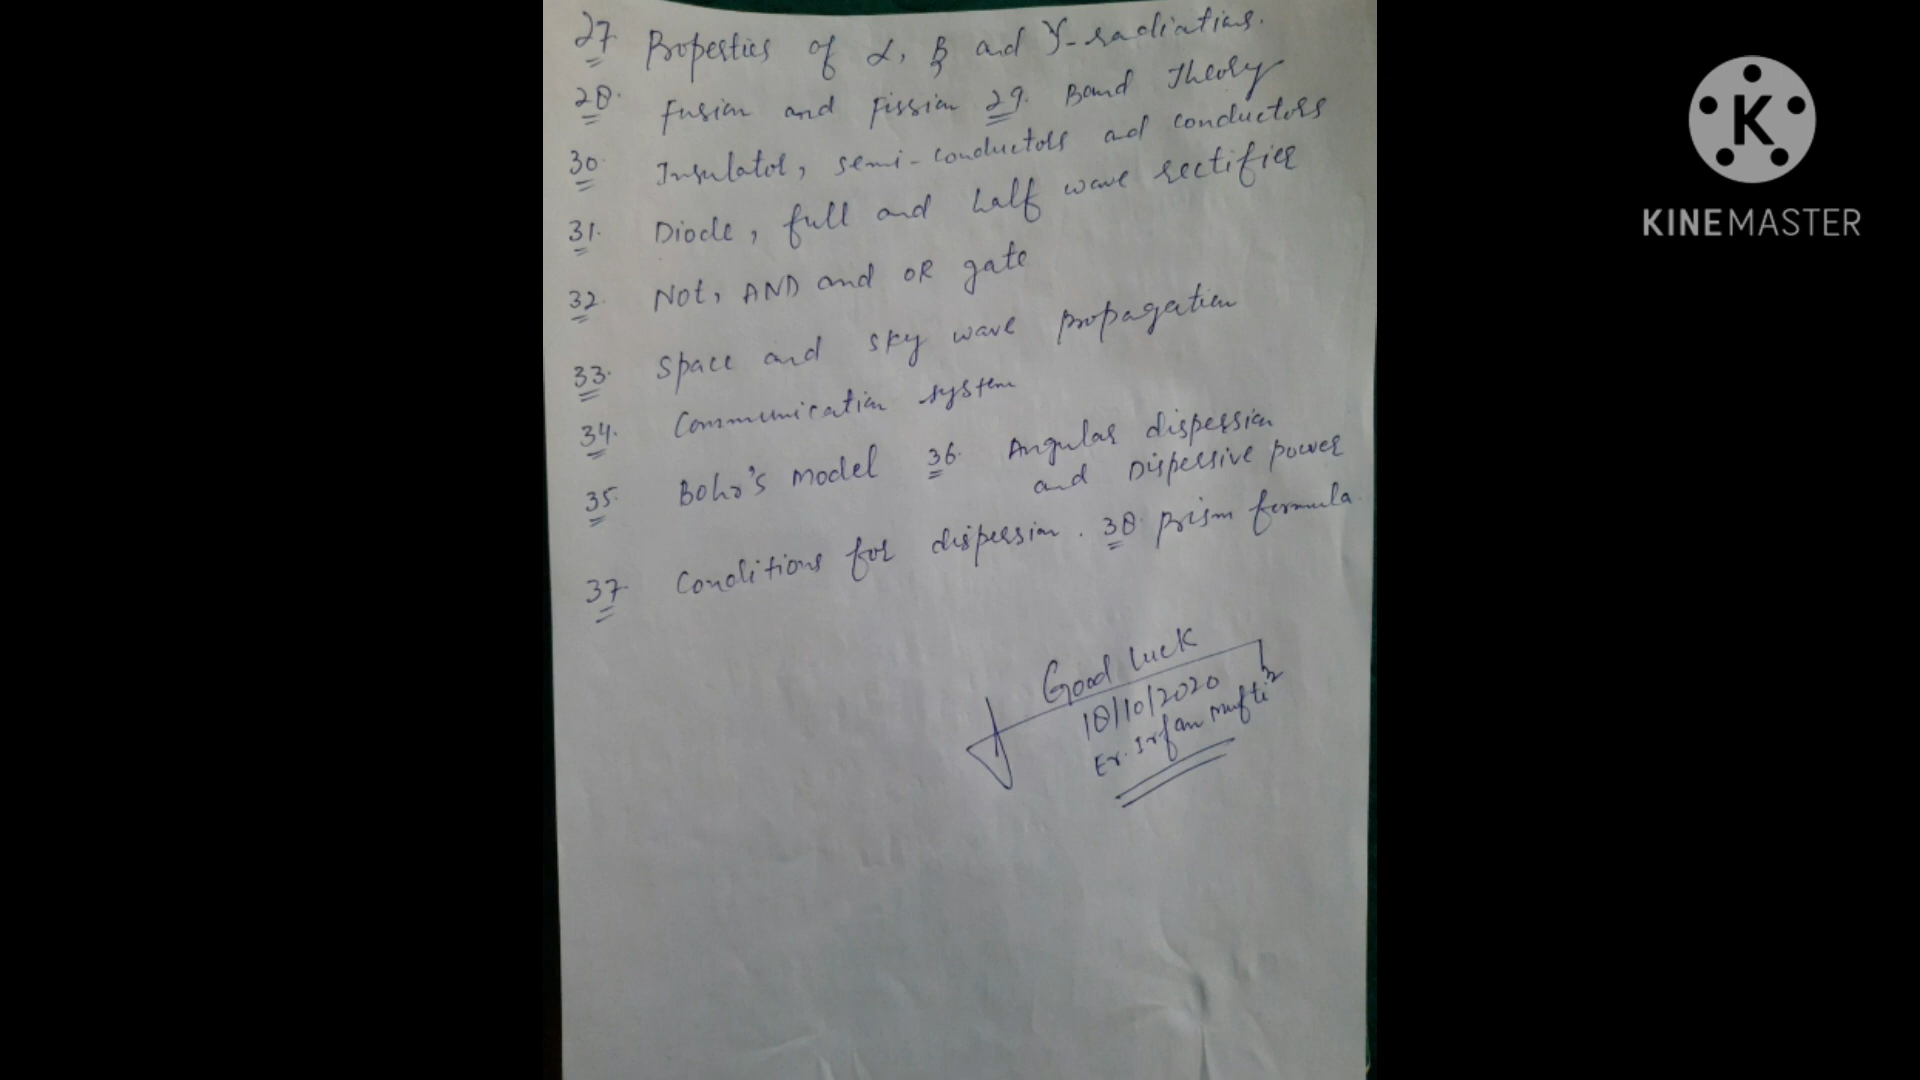 27. Properties of α, β and γ-radiations.
28. Fusion and Fission 29. Band Theory
30. Insulator, semi-conductors and conductors
31. Diode, full and half wave rectifier
32. Not, AND and OR gate
33. Space and sky wave propagation
34. Communication system
35. Bohr's Model 36. Angular dispersion
and Dispersive power
37. Conditions for dispersion. 38. Prism formula.
Good luck
18/10/2020
Er. Irfan Mufti
K
KINEMASTER